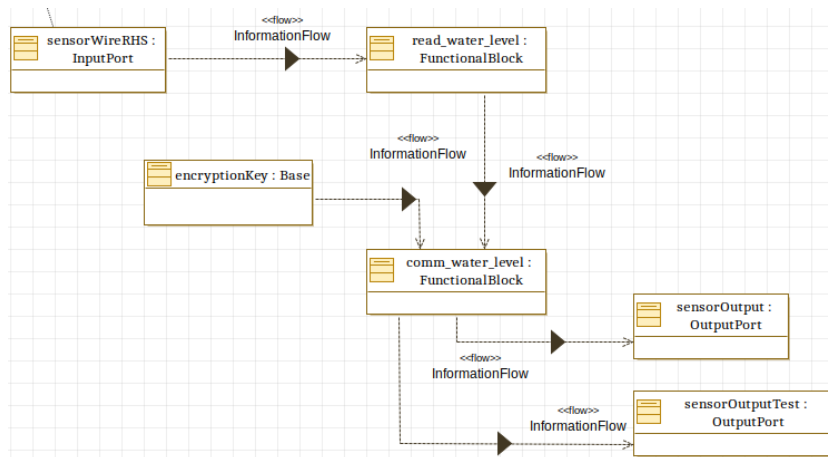 <<flow>>
InformationFlow
sensorWireRHS :
InputPort
read_water_level :
FunctionalBlock
<<flow>>
InformationFlow
<<flow>>
InformationFlow
encryptionKey : Base
comm_water_level :
FunctionalBlock
sensorOutput :
OutputPort
<<flow>>
InformationFlow
sensorOutputTest :
OutputPort
<<flow>>
InformationFlow